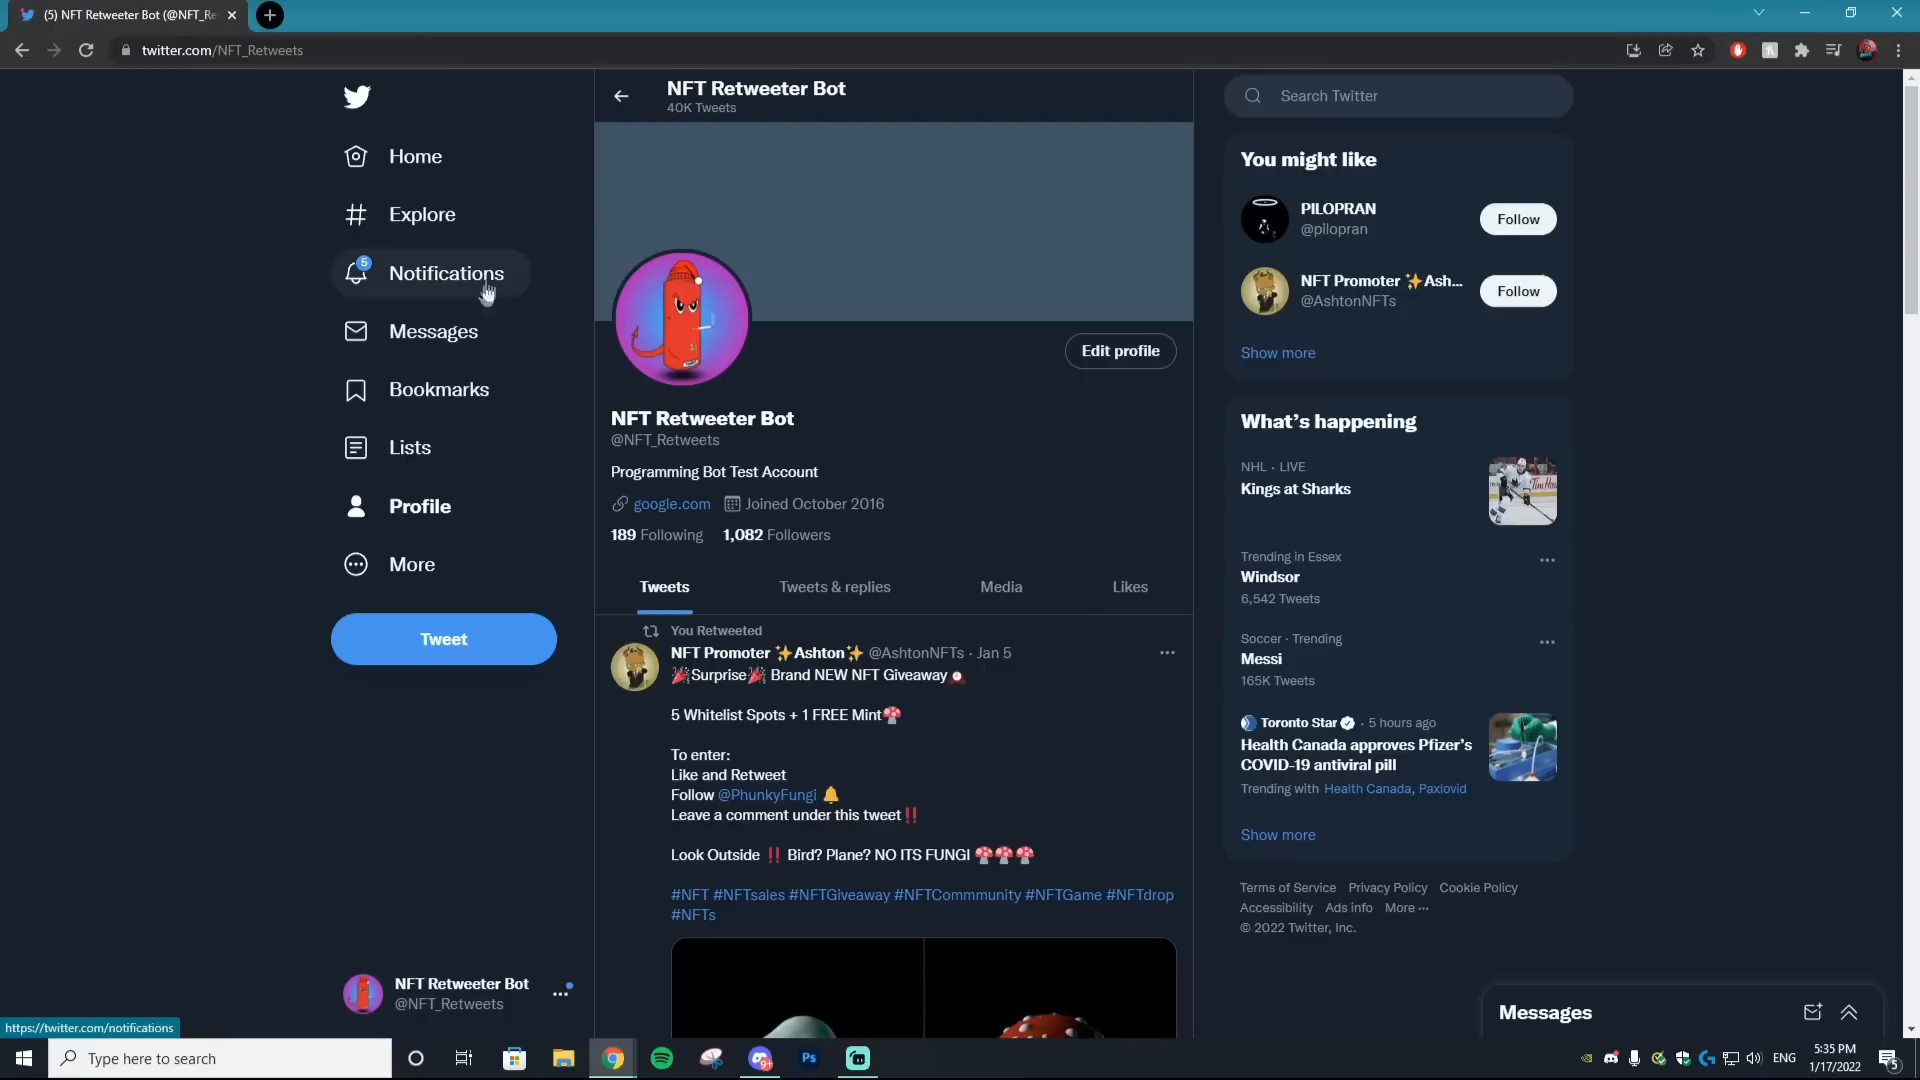 (5) NFT Retweeter Bot (@NFT_Re
twitter.com/NFT_Retweets
Home
Explore
5
Notifications
Messages
Bookmarks
Lists
Profile
More
Tweet
NFT Retweeter Bot
@NFT_Retweets
https://twitter.com/notifications
NFT Retweeter Bot
40K Tweets
Edit profile
NFT Retweeter Bot
@NFT_Retweets
Programming Bot Test Account
google.com Joined October 2016
189 Following 1,082 Followers
Tweets Tweets & replies Media Likes
You Retweeted
NFT Promoter ✨Ashton✨ @AshtonNFTs · Jan 5
🎉Surprise🎉 Brand NEW NFT Giveaway
5 Whitelist Spots + 1 FREE Mint🍄
To enter:
Like and Retweet
Follow @PhunkyFungi 🔔
Leave a comment under this tweet‼️
Look Outside ‼️ Bird? Plane? NO ITS FUNGI 🍄🍄🍄
#NFT #NFTsales #NFTGiveaway #NFTCommmunity #NFTGame #NFTdrop
#NFTs
Search Twitter
You might like
PILOPRAN
@pilopran
Follow
NFT Promoter ✨Ash...
@AshtonNFTs
Follow
Show more
What's happening
NHL · LIVE
Kings at Sharks
Trending in Essex
Windsor
6,542 Tweets
Soccer · Trending
Messi
165K Tweets
Toronto Star · 5 hours ago
Health Canada approves Pfizer's
COVID-19 antiviral pill
Trending with Health Canada, Paxlovid
Show more
Terms of Service Privacy Policy Cookie Policy
Accessibility Ads info More ···
© 2022 Twitter, Inc.
Messages
Type here to search
9+
Ps
ENG
5:35 PM
1/17/2022
5